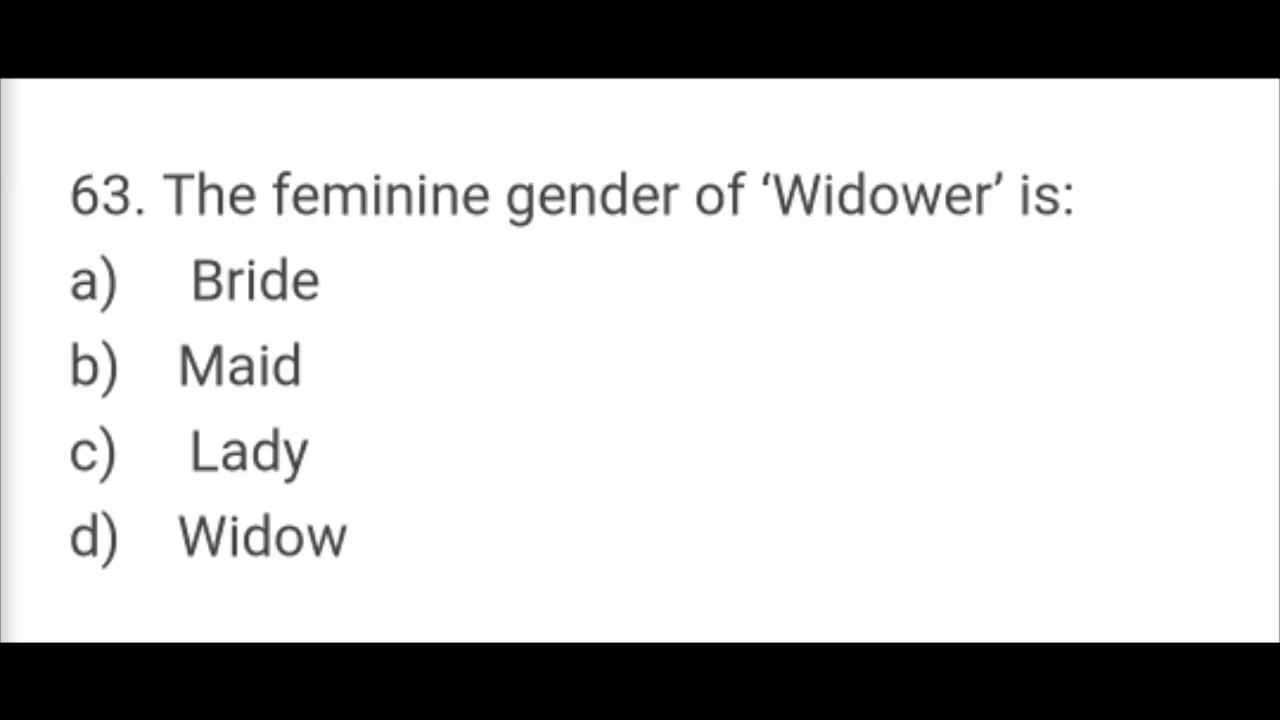 63. The feminine gender of ‘Widower’ is:
a) Bride
b) Maid
c) Lady
d) Widow